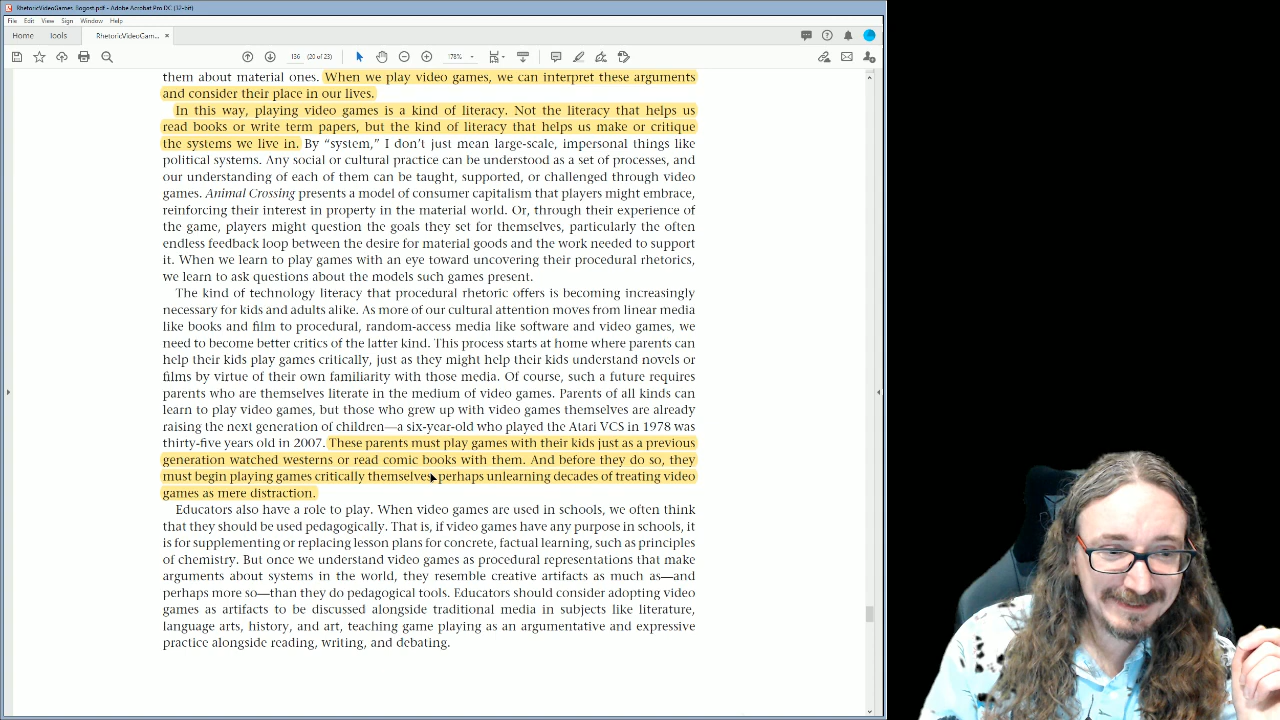 RhetoricVideoGames_Bogost.pdf - Adobe Acrobat Pro DC (32-bit)
File Edit View Sign Window Help
Home Tools RhetoricVideoGam... ×
136 (20 of 23) 178%
them about material ones. When we play video games, we can interpret these arguments
and consider their place in our lives.
In this way, playing video games is a kind of literacy. Not the literacy that helps us
read books or write term papers, but the kind of literacy that helps us make or critique
the systems we live in. By “system,” I don’t just mean large-scale, impersonal things like
political systems. Any social or cultural practice can be understood as a set of processes, and
our understanding of each of them can be taught, supported, or challenged through video
games. Animal Crossing presents a model of consumer capitalism that players might embrace,
reinforcing their interest in property in the material world. Or, through their experience of
the game, players might question the goals they set for themselves, particularly the often
endless feedback loop between the desire for material goods and the work needed to support
it. When we learn to play games with an eye toward uncovering their procedural rhetorics,
we learn to ask questions about the models such games present.
The kind of technology literacy that procedural rhetoric offers is becoming increasingly
necessary for kids and adults alike. As more of our cultural attention moves from linear media
like books and film to procedural, random-access media like software and video games, we
need to become better critics of the latter kind. This process starts at home where parents can
help their kids play games critically, just as they might help their kids understand novels or
films by virtue of their own familiarity with those media. Of course, such a future requires
parents who are themselves literate in the medium of video games. Parents of all kinds can
learn to play video games, but those who grew up with video games themselves are already
raising the next generation of children—a six-year-old who played the Atari VCS in 1978 was
thirty-five years old in 2007. These parents must play games with their kids just as a previous
generation watched westerns or read comic books with them. And before they do so, they
must begin playing games critically themselves, perhaps unlearning decades of treating video
games as mere distraction.
Educators also have a role to play. When video games are used in schools, we often think
that they should be used pedagogically. That is, if video games have any purpose in schools, it
is for supplementing or replacing lesson plans for concrete, factual learning, such as principles
of chemistry. But once we understand video games as procedural representations that make
arguments about systems in the world, they resemble creative artifacts as much as—and
perhaps more so—than they do pedagogical tools. Educators should consider adopting video
games as artifacts to be discussed alongside traditional media in subjects like literature,
language arts, history, and art, teaching game playing as an argumentative and expressive
practice alongside reading, writing, and debating.